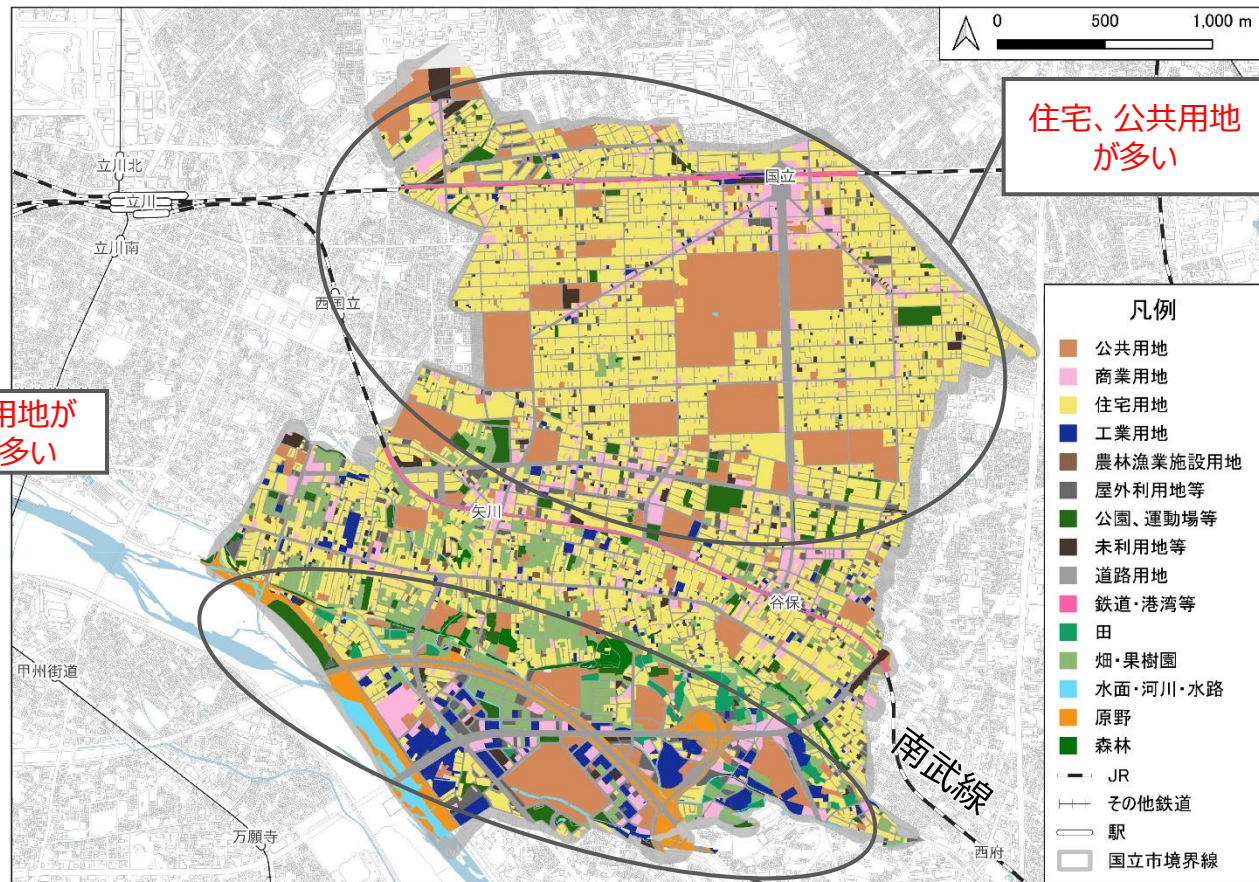 0 500 1,000 m
住宅、公共用地
が多い
立川北
立川
立川南
国立
西国立
用地が
多い
矢川
谷保
甲州街道
万願寺
南武線
西府
凡例
公共用地
商業用地
住宅用地
工業用地
農林漁業施設用地
屋外利用地等
公園、運動場等
未利用地等
道路用地
鉄道・港湾等
田
畑・果樹園
水面・河川・水路
原野
森林
JR
その他鉄道
駅
国立市境界線